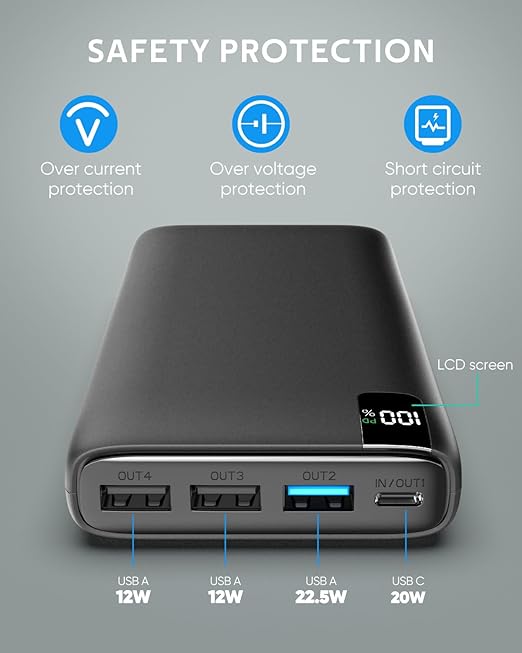 SAFETY PROTECTION
Over current
protection
Over voltage
protection
Short circuit
protection
LCD screen
100 % PD
OUT4
OUT3
OUT2
IN/OUT1
USB A
12W
USB A
12W
USB A
22.5W
USB C
20W